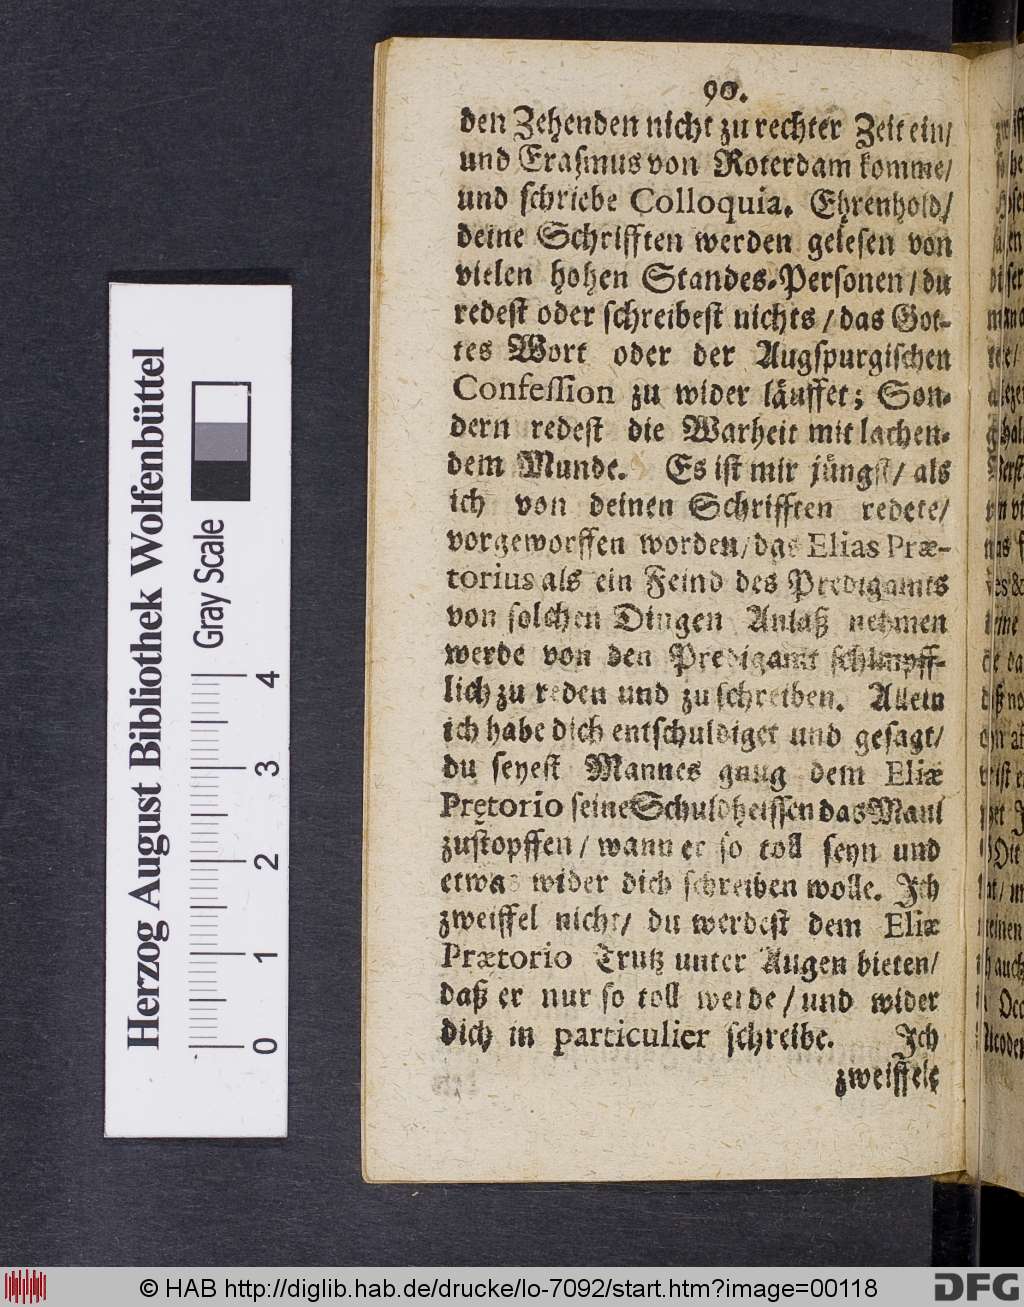 90.
den Zehenden nicht zu rechter Zeit ein/
und Erasmus von Roterdam komme/
und schriebe Colloquia. Ehrenhold/
deine Schrifften werden gelesen von
vielen hohen Standes-Personen/ du
redest oder schreibest nichts/ das Got-
tes Wort oder der Augspurgischen
Confession zu wider läuffet; Son-
dern redest die Warheit mit lachen-
dem Munde. Es ist mir jüngst/ als
ich von deinen Schrifften redete/
vorgeworffen worden/ das Elias Præ-
torius als ein Feind des Predigamts
von solchen Dingen Anlaß nehmen
werde von den Predigamt schimpff-
lich zu reden und zu schreiben. Allein
ich habe dich entschuldiget und gesagt/
du seyest Mannes gnug dem Eliæ
Prętorio seine Schuldheissen das Maul
zustopffen/ wann er so toll seyn und
etwas wider dich schreiben wolle. Ich
zweiffel nicht/ du werdest dem Eliæ
Prætorio Trutz unter Augen bieten/
daß er nur so toll werde/ und wider
dich in particulier schreibe. Ich
zweiffele
Herzog August Bibliothek Wolfenbüttel
Gray Scale
0 1 2 3 4
© HAB http://diglib.hab.de/drucke/lo-7092/start.htm?image=00118
DFG